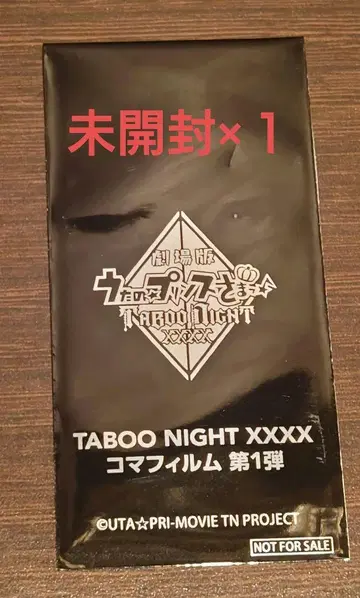 未開封×1
劇場版
うたの☆プリンスさまっ♪
TABOO NIGHT
XXXX
TABOO NIGHT XXXX
コマフィルム 第1弾
©UTA☆PRI-MOVIE TN PROJECT
NOT FOR SALE